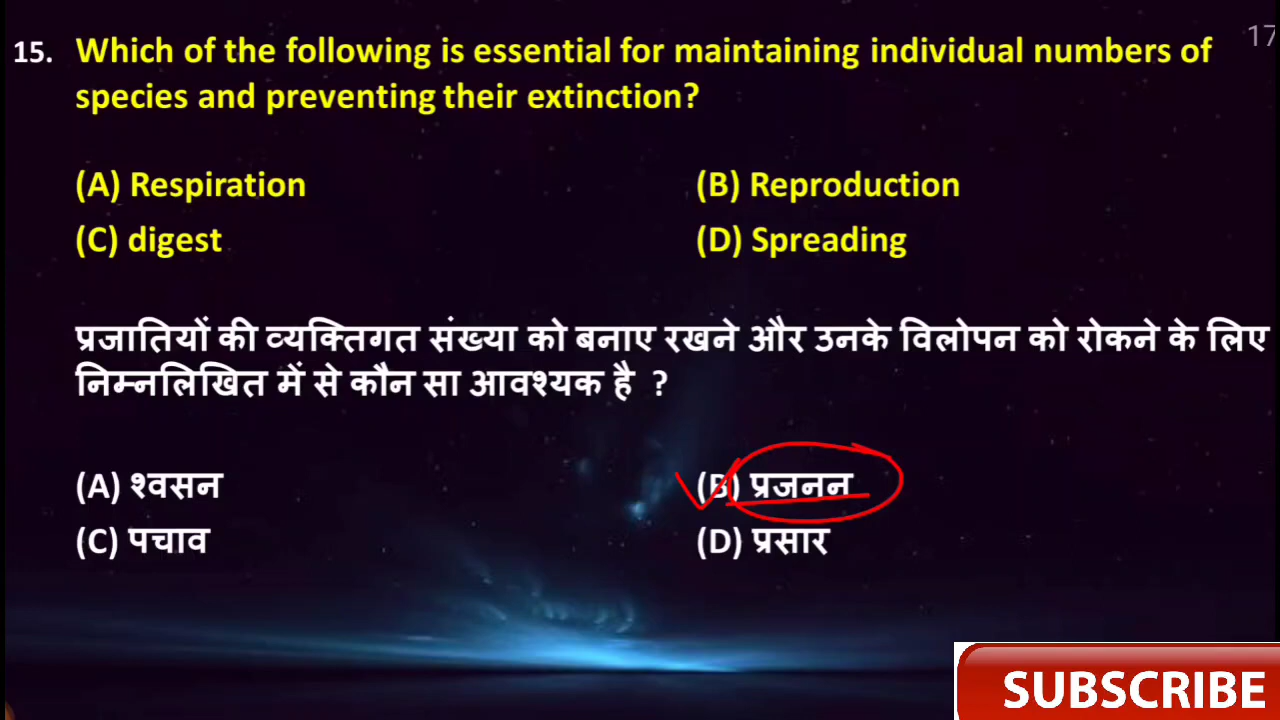 15. Which of the following is essential for maintaining individual numbers of
species and preventing their extinction?
(A) Respiration (B) Reproduction
(C) digest (D) Spreading
प्रजातियों की व्यक्तिगत संख्या को बनाए रखने और उनके विलोपन को रोकने के लिए
निम्नलिखित में से कौन सा आवश्यक है ?
(A) श्वसन (B) प्रजनन
(C) पचाव (D) प्रसार
17
SUBSCRIBE